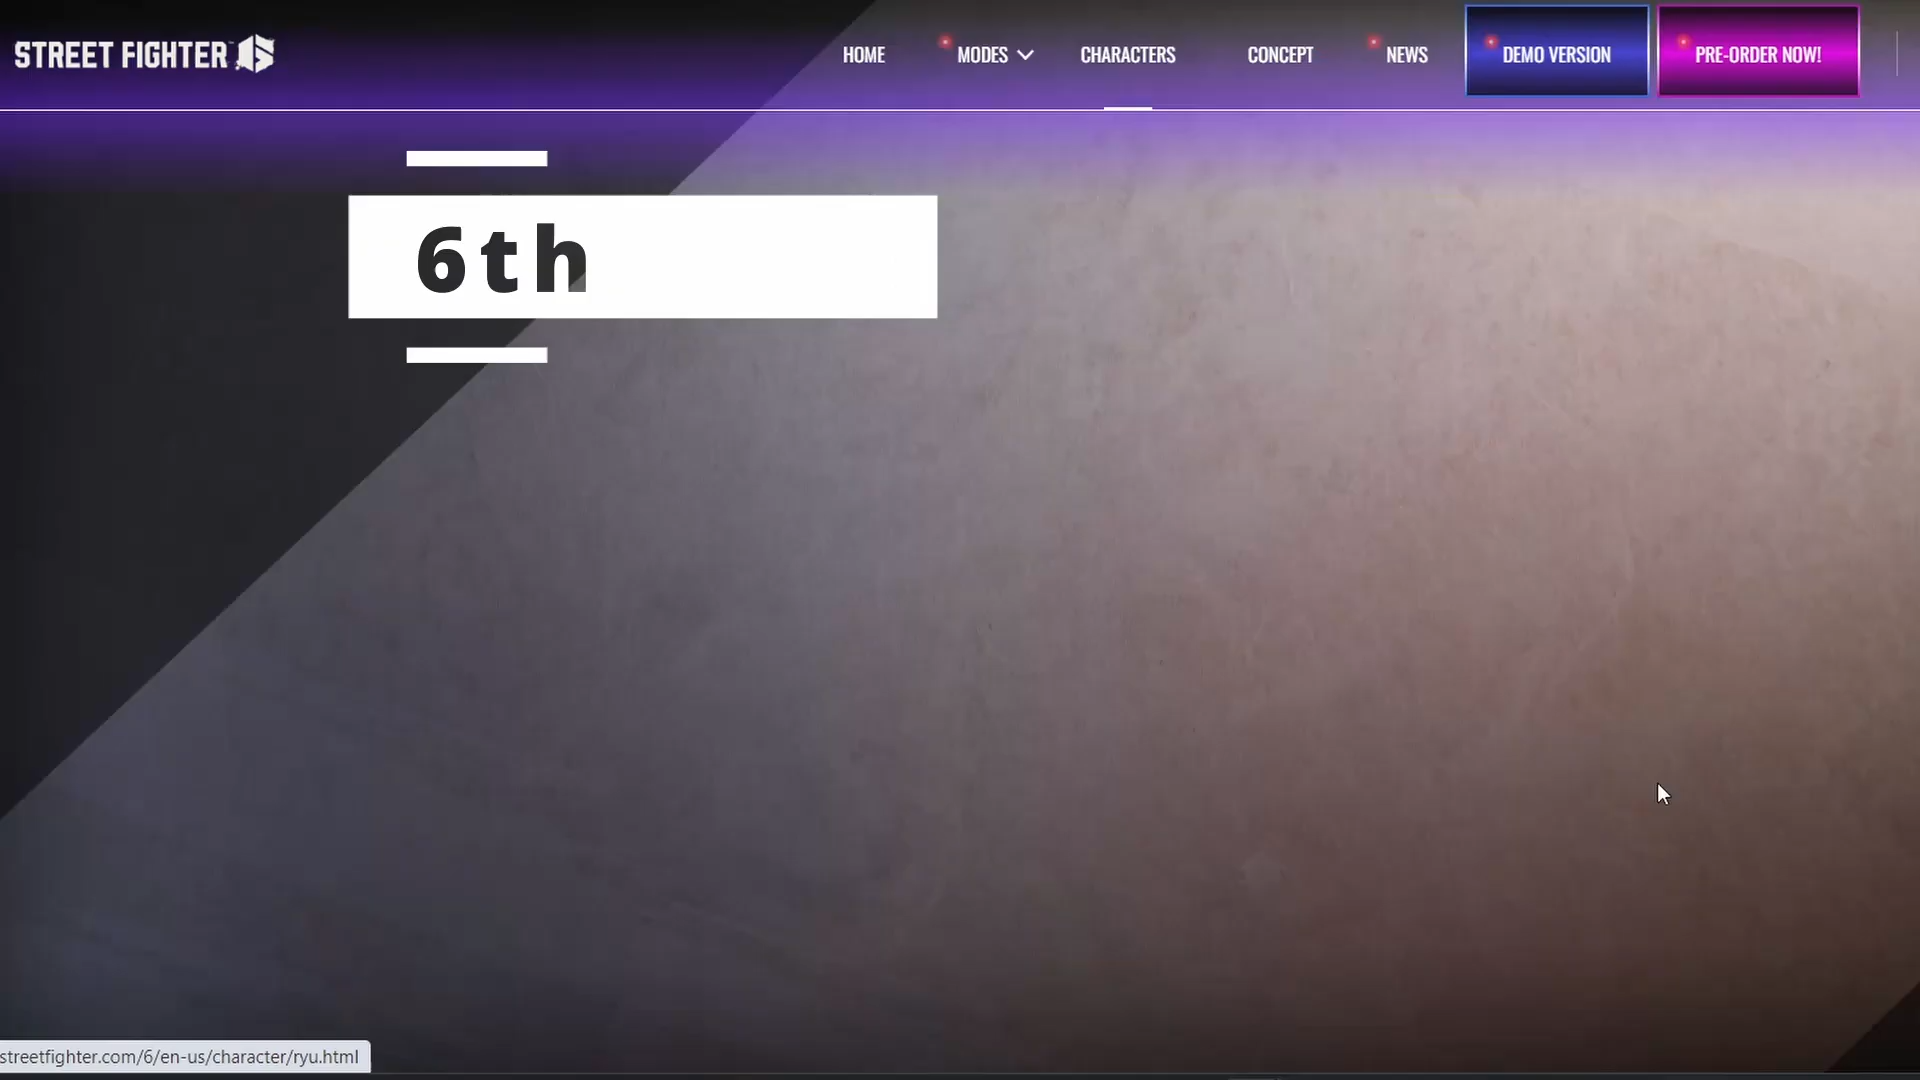 STREET FIGHTER 6
HOME
MODES
CHARACTERS
CONCEPT
NEWS
DEMO VERSION
PRE-ORDER NOW!
6th
streetfighter.com/6/en-us/character/ryu.html